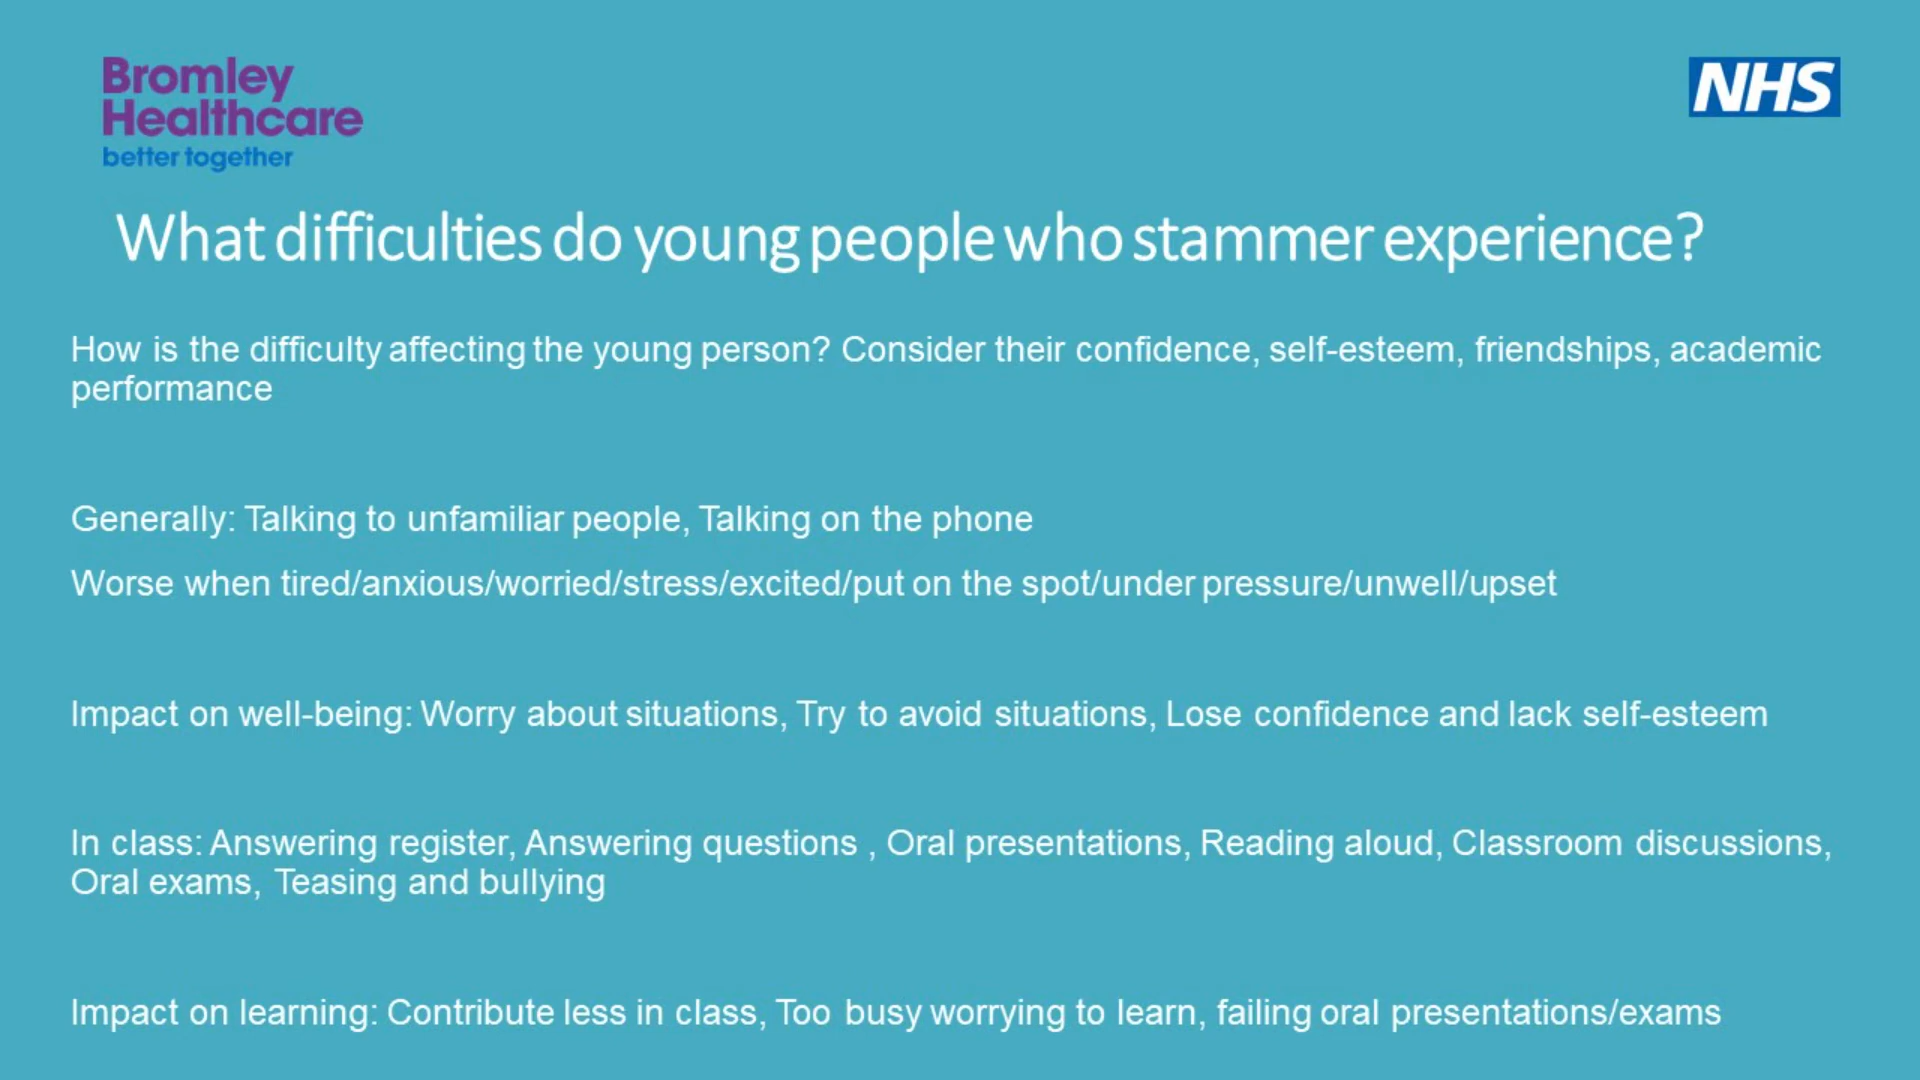 Bromley
Healthcare
better together
NHS
What difficulties do young people who stammer experience?
How is the difficulty affecting the young person? Consider their confidence, self-esteem, friendships, academic
performance
Generally: Talking to unfamiliar people, Talking on the phone
Worse when tired/anxious/worried/stress/excited/put on the spot/under pressure/unwell/upset
Impact on well-being: Worry about situations, Try to avoid situations, Lose confidence and lack self-esteem
In class: Answering register, Answering questions , Oral presentations, Reading aloud, Classroom discussions,
Oral exams, Teasing and bullying
Impact on learning: Contribute less in class, Too busy worrying to learn, failing oral presentations/exams